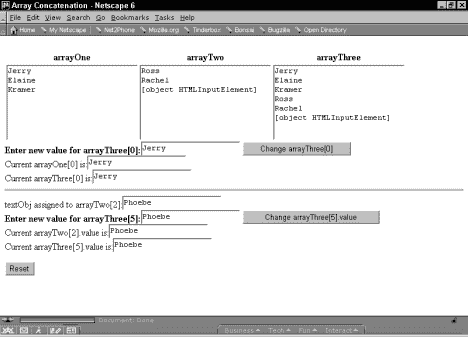 Array Concatenation - Netscape 6
File Edit View Search Go Bookmarks Tasks Help
Home My Netscape Net2Phone Mozilla.org Tinderbox Bonsai Bugzilla Open Directory
arrayOne arrayTwo arrayThree
Jerry Ross Jerry
Elaine Rachel Elaine
Kramer [object HTMLInputElement] Kramer
Ross
Rachel
[object HTMLInputElement]
Enter new value for arrayThree[0]: Jerry Change arrayThree[0]
Current arrayOne[0] is: Jerry
Current arrayThree[0] is: Jerry
textObj assigned to arrayTwo[2]: Phoebe
Enter new value for arrayThree[5]: Phoebe Change arrayThree[5].value
Current arrayTwo[2].value is: Phoebe
Current arrayThree[5].value is: Phoebe
Reset
Document: Done
Business Tech Fun Interact